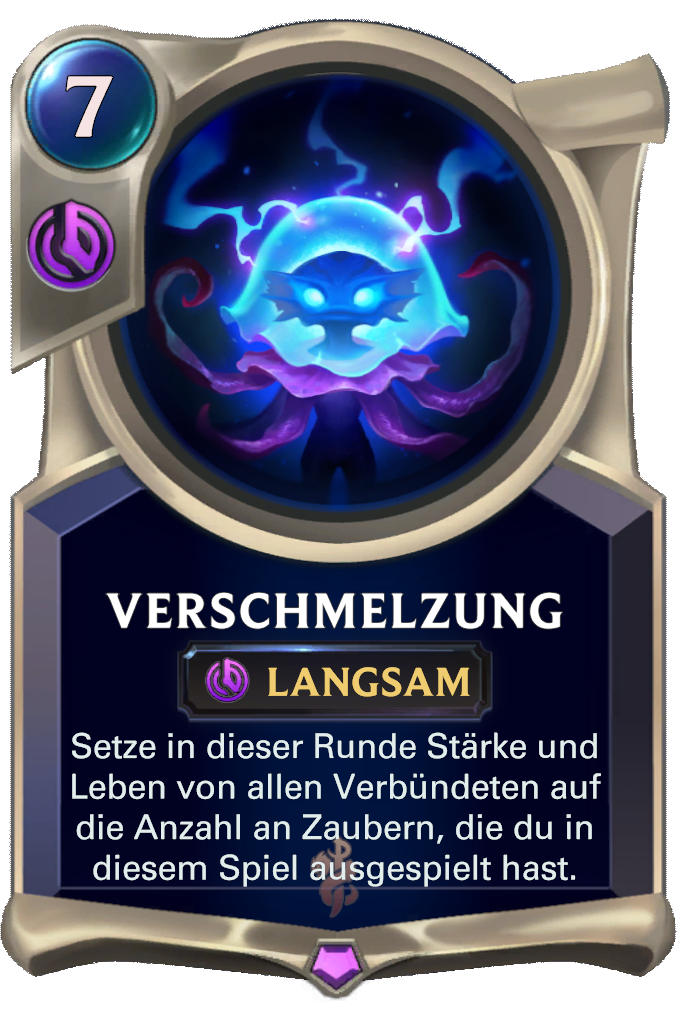 7
VERSCHMELZUNG
LANGSAM
Setze in dieser Runde Stärke und
Leben von allen Verbündeten auf
die Anzahl an Zaubern, die du in
diesem Spiel ausgespielt hast.